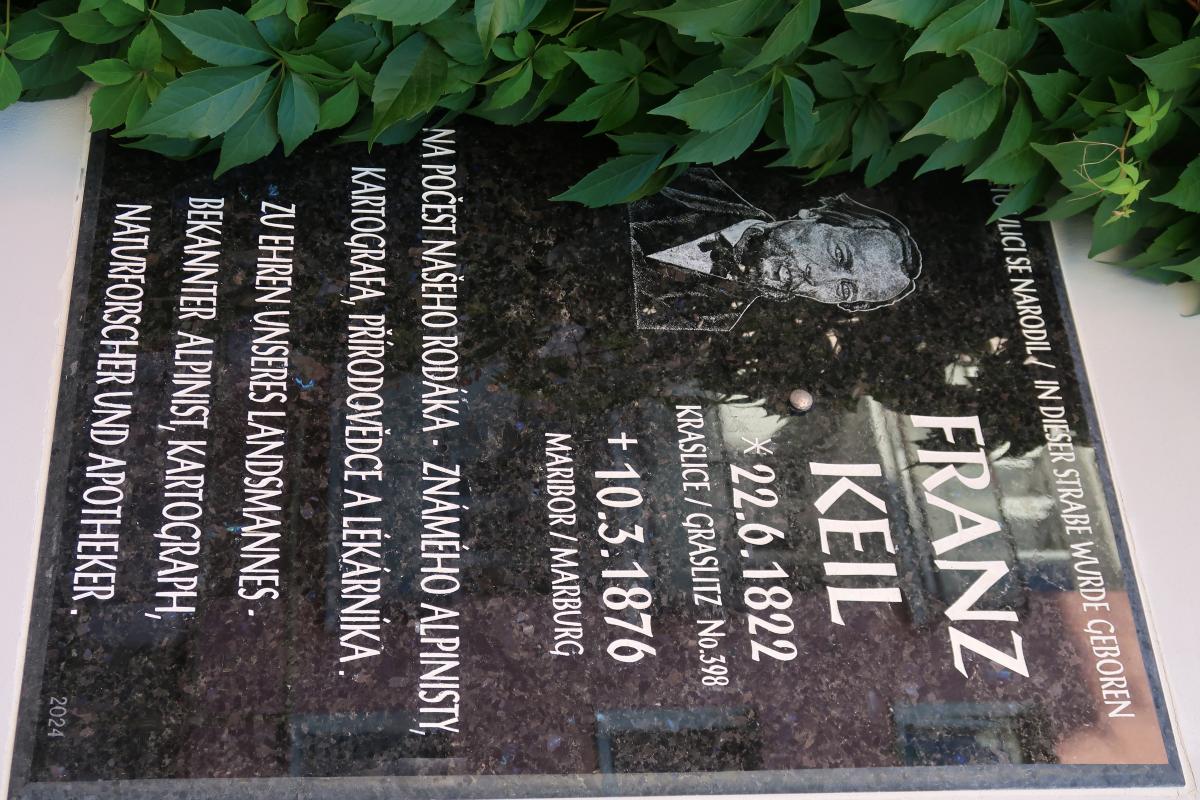 ULICI SE NARODIL / IN DIESER STRAßE WURDE GEBOREN
FRANZ
KEIL
*22.6.1822
KRASLICE / GRASLITZ No.398
+10.3.1876
MARIBOR / MARBURG
NA POČEST NAŠEHO RODÁKA - ZNÁMÉHO ALPINISTY,
KARTOGRAFA, PŘÍRODOVĚDCE A LÉKÁRNÍKA.
ZU EHREN UNSERES LANDSMANNES -
BEKANNTER ALPINIST, KARTOGRAPH,
NATURFORSCHER UND APOTHEKER.
2024